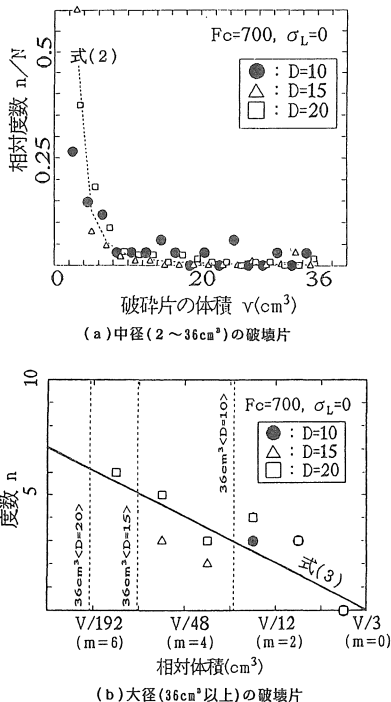 Fc=700, σL=0
式(2)
● : D=10
△ : D=15
□ : D=20
相対度数 n/N
0.5
0.25
0 20 36
破砕片の体積 v(cm³)
(a)中径(2～36cm³)の破壊片
10
Fc=700, σL=0
● : D=10
△ : D=15
□ : D=20
36cm³<D=20>
36cm³<D=15>
36cm³<D=10>
度数 n
5
式(3)
V/192 V/48 V/12 V/3
(m=6) (m=4) (m=2) (m=0)
相対体積(cm³)
(b)大径(36cm³以上)の破壊片